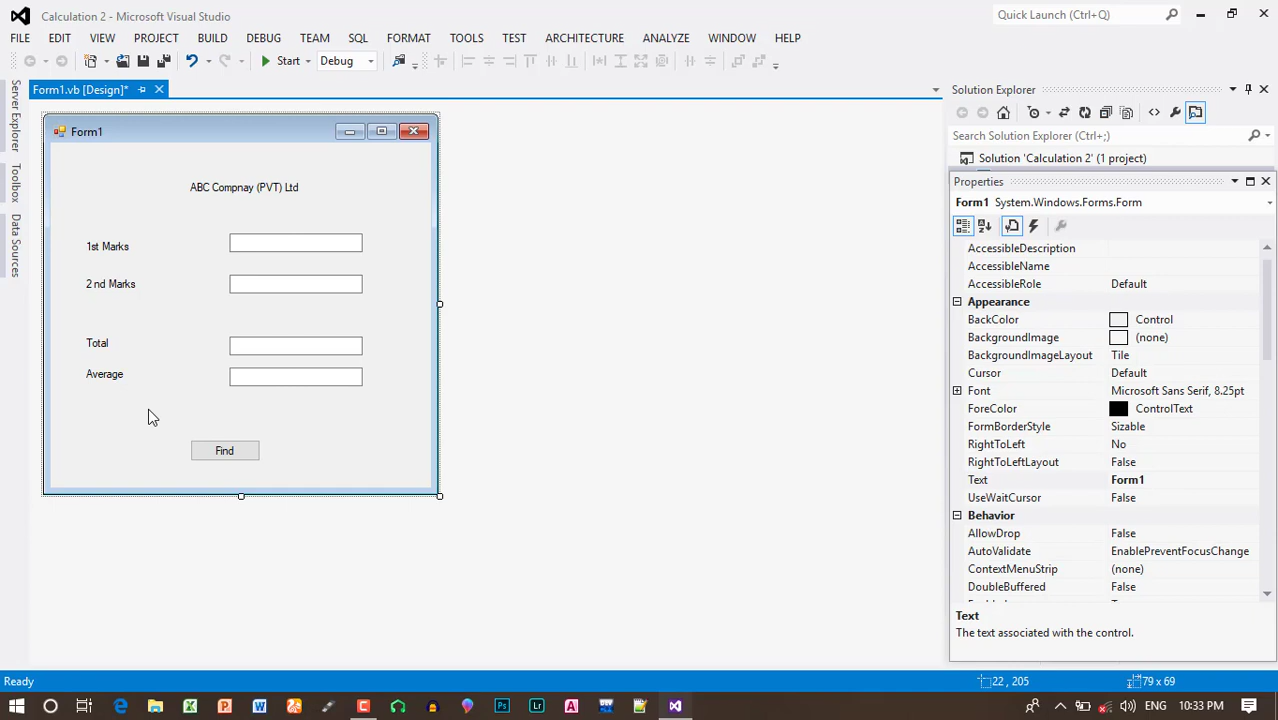 Calculation 2 - Microsoft Visual Studio
Quick Launch (Ctrl+Q)
FILE EDIT VIEW PROJECT BUILD DEBUG TEAM SQL FORMAT TOOLS TEST ARCHITECTURE ANALYZE WINDOW HELP
Start Debug
Server Explorer
Toolbox
Data Sources
Form1.vb [Design]*
Form1
ABC Compnay (PVT) Ltd
1st Marks
2 nd Marks
Total
Average
Find
Solution Explorer
Search Solution Explorer (Ctrl+;)
Solution 'Calculation 2' (1 project)
Properties
Form1 System.Windows.Forms.Form
AccessibleDescription
AccessibleName
AccessibleRole Default
Appearance
BackColor Control
BackgroundImage (none)
BackgroundImageLayout Tile
Cursor Default
Font Microsoft Sans Serif, 8.25pt
ForeColor ControlText
FormBorderStyle Sizable
RightToLeft No
RightToLeftLayout False
Text Form1
UseWaitCursor False
Behavior
AllowDrop False
AutoValidate EnablePreventFocusChange
ContextMenuStrip (none)
DoubleBuffered False
Text
The text associated with the control.
Ready
22 , 205
79 x 69
ENG 10:33 PM